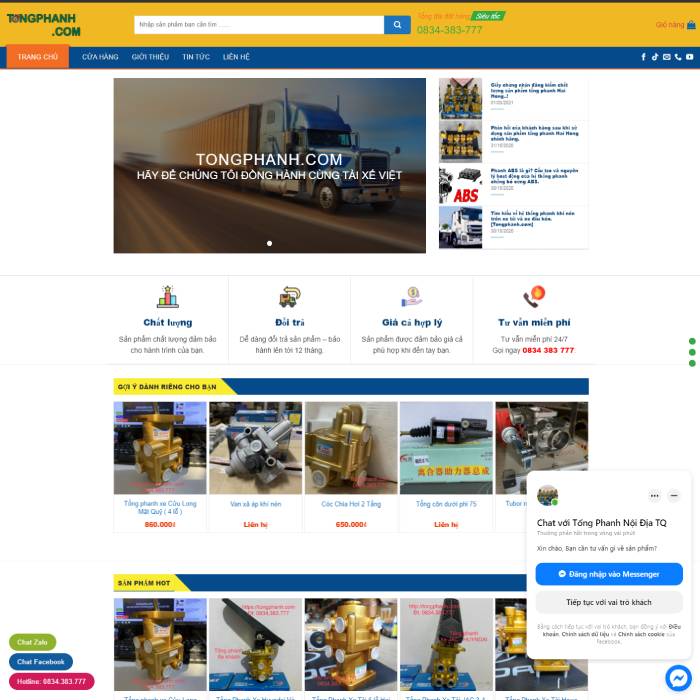 TONGPHANH
.COM
Nhập sản phẩm bạn cần tìm ......
Tổng đài đặt hàng
Siêu tốc
0834-383-777
Giỏ hàng
TRANG CHỦ
CỬA HÀNG
GIỚI THIỆU
TIN TỨC
LIÊN HỆ
TONGPHANH.COM
HÃY ĐỂ CHÚNG TÔI ĐỒNG HÀNH CÙNG TÀI XẾ VIỆT
Giấy chứng nhận đăng kiểm chất
lượng sản phẩm tổng phanh Hai
Hàng..!
Phản hồi của khách hàng sau khi sử
dụng sản phẩm tổng phanh Hai Hàng
chính hãng.
31/10/2020
ABS
Phanh ABS là gì? Cấu tạo và nguyên
lý hoạt động của hệ thống phanh
chống bó cứng ABS.
30/10/2020
Tìm hiểu về hệ thống phanh khí nén
trên xe tải và xe đầu kéo.
[Tongphanh.com]
30/10/2020
Chất lượng
Sản phẩm chất lượng đảm bảo
cho hành trình của bạn.
Đổi trả
Dễ dàng đổi trả sản phẩm – bảo
hành lên tới 12 tháng.
Giá cả hợp lý
Sản phẩm được đảm bảo giá cả
phù hợp khi đến tay bạn.
Tư vấn miễn phí
Tư vấn miễn phí 24/7
Gọi ngay 0834 383 777
GỢI Ý DÀNH RIÊNG CHO BẠN
Tổng phanh xe Cửu Long
Mặt Quỷ ( 4 lỗ )
860.000₫
Van xả áp khí nén
Liên hệ
Cóc Chia Hơi 2 Tầng
650.000₫
Tổng côn dưới phi 75
Liên hệ
SẢN PHẨM HOT
Chat với Tổng Phanh Nội Địa TQ
Thường phản hồi trong vòng vài phút
Xin chào, Bạn cần tư vấn gì về sản phẩm?
Đăng nhập vào Messenger
Tiếp tục với vai trò khách
Bằng cách tiếp tục với vai trò khách, bạn đồng ý với Điều
khoản, Chính sách dữ liệu và Chính sách cookie của
Facebook.
Chat Zalo
Chat Facebook
Hotline: 0834.383.777